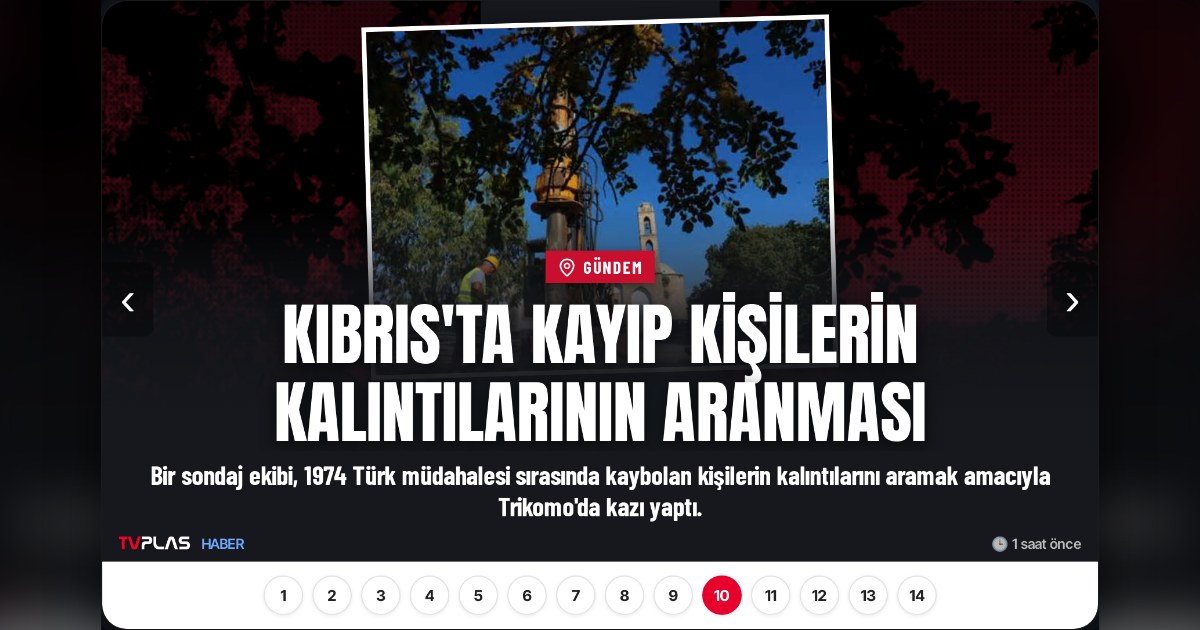 GÜNDEM
KIBRIS'TA KAYIP KİŞİLERİN
KALINTILARININ ARANMASI
Bir sondaj ekibi, 1974 Türk müdahalesi sırasında kaybolan kişilerin kalıntılarını aramak amacıyla
Trikomo'da kazı yaptı.
TVPLAS HABER 1 saat önce
1 2 3 4 5 6 7 8 9 10 11 12 13 14